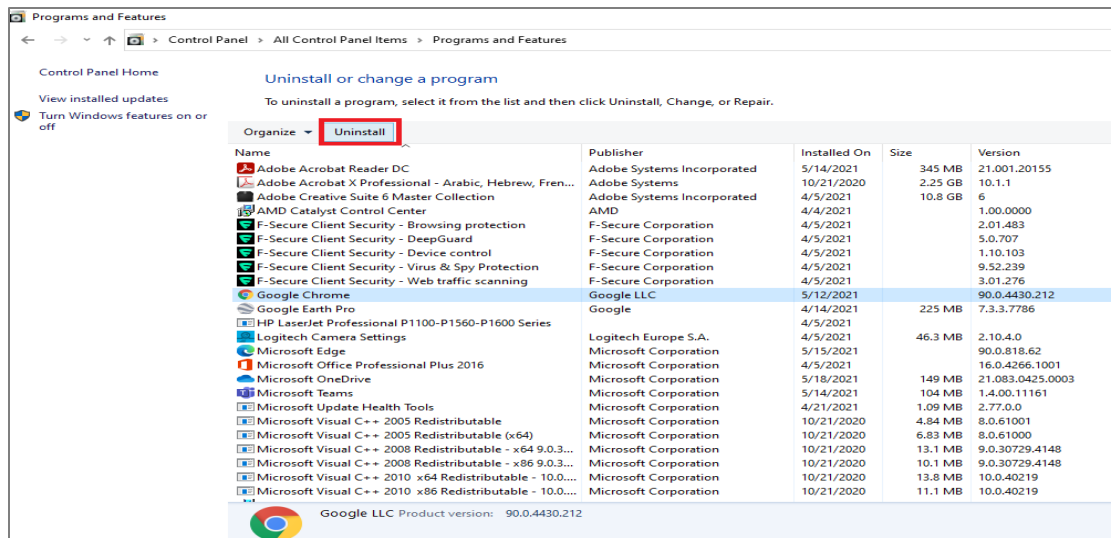 Programs and Features
Control Panel > All Control Panel Items > Programs and Features
Control Panel Home
View installed updates
Turn Windows features on or
off
Uninstall or change a program
To uninstall a program, select it from the list and then click Uninstall, Change, or Repair.
Organize Uninstall
Name Publisher Installed On Size Version
Adobe Acrobat Reader DC Adobe Systems Incorporated 5/14/2021 345 MB 21.001.20155
Adobe Acrobat X Professional - Arabic, Hebrew, Fren... Adobe Systems 10/21/2020 2.25 GB 10.1.1
Adobe Creative Suite 6 Master Collection Adobe Systems Incorporated 4/5/2021 10.8 GB 6
AMD Catalyst Control Center AMD 4/4/2021 1.00.0000
F-Secure Client Security - Browsing protection F-Secure Corporation 4/5/2021 2.01.483
F-Secure Client Security - DeepGuard F-Secure Corporation 4/5/2021 5.0.707
F-Secure Client Security - Device control F-Secure Corporation 4/5/2021 1.10.103
F-Secure Client Security - Virus & Spy Protection F-Secure Corporation 4/5/2021 9.52.239
F-Secure Client Security - Web traffic scanning F-Secure Corporation 4/5/2021 3.01.276
Google Chrome Google LLC 5/12/2021 90.0.4430.212
Google Earth Pro Google 4/14/2021 225 MB 7.3.3.7786
HP LaserJet Professional P1100-P1560-P1600 Series 4/5/2021
Logitech Camera Settings Logitech Europe S.A. 4/5/2021 46.3 MB 2.10.4.0
Microsoft Edge Microsoft Corporation 5/15/2021 90.0.818.62
Microsoft Office Professional Plus 2016 Microsoft Corporation 4/5/2021 16.0.4266.1001
Microsoft OneDrive Microsoft Corporation 5/18/2021 149 MB 21.083.0425.0003
Microsoft Teams Microsoft Corporation 5/14/2021 104 MB 1.4.00.11161
Microsoft Update Health Tools Microsoft Corporation 4/21/2021 1.09 MB 2.77.0.0
Microsoft Visual C++ 2005 Redistributable Microsoft Corporation 10/21/2020 4.84 MB 8.0.61001
Microsoft Visual C++ 2005 Redistributable (x64) Microsoft Corporation 10/21/2020 6.83 MB 8.0.61000
Microsoft Visual C++ 2008 Redistributable - x64 9.0.3... Microsoft Corporation 10/21/2020 13.1 MB 9.0.30729.4148
Microsoft Visual C++ 2008 Redistributable - x86 9.0.3... Microsoft Corporation 10/21/2020 10.1 MB 9.0.30729.4148
Microsoft Visual C++ 2010 x64 Redistributable - 10.0.... Microsoft Corporation 10/21/2020 13.8 MB 10.0.40219
Microsoft Visual C++ 2010 x86 Redistributable - 10.0.... Microsoft Corporation 10/21/2020 11.1 MB 10.0.40219
Google LLC Product version: 90.0.4430.212